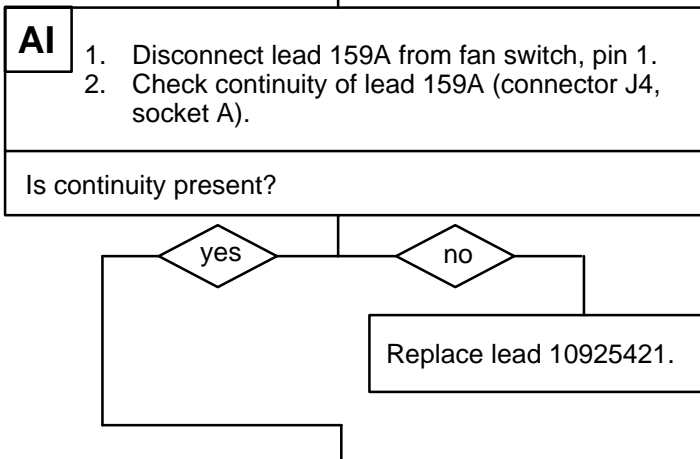 AI
1. Disconnect lead 159A from fan switch, pin 1.
2. Check continuity of lead 159A (connector J4,
socket A).
Is continuity present?
yes
no
Replace lead 10925421.